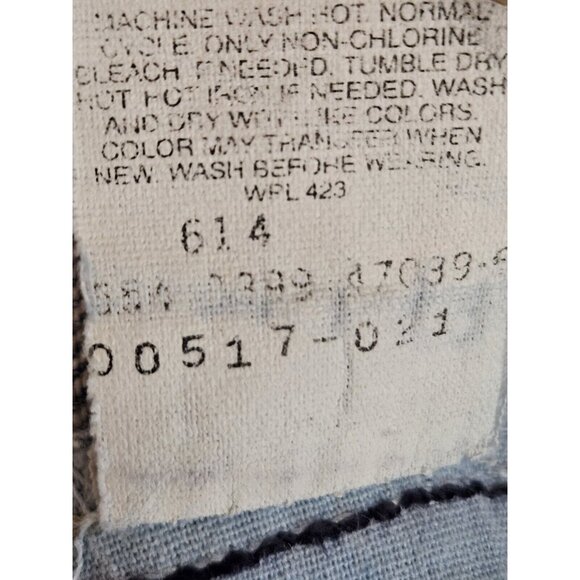 MACHINE WASH HOT. NORMAL
CYCLE. ONLY NON-CHLORINE
BLEACH IF NEEDED. TUMBLE DRY
HOT HOT IRON IF NEEDED. WASH
AND DRY WITH LIKE COLORS.
COLOR MAY TRANSFER WHEN
NEW. WASH BEFORE WEARING.
WPL 423
614
00517-0217